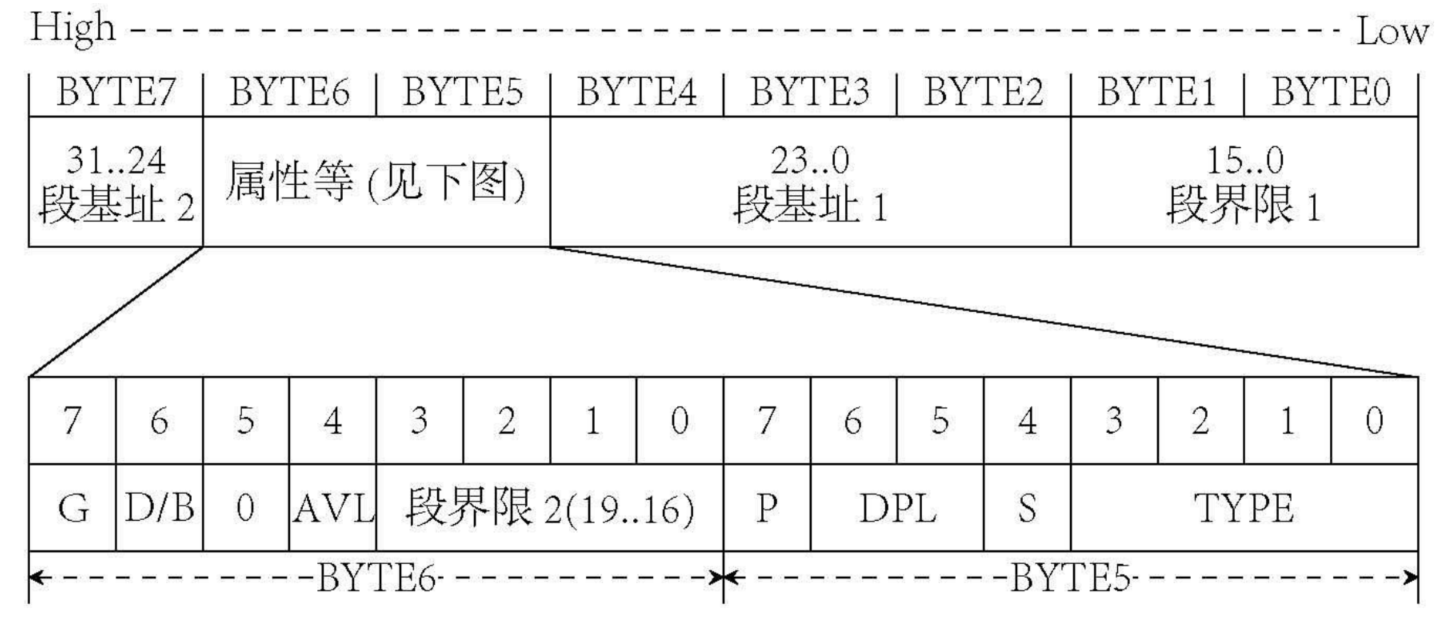 High Low
BYTE7 BYTE6 BYTE5 BYTE4 BYTE3 BYTE2 BYTE1 BYTE0
31..24 23..0 15..0
段基址 2 属性等 (见下图) 段基址 1 段界限 1
7 6 5 4 3 2 1 0 7 6 5 4 3 2 1 0
G D/B 0 AVL 段界限 2(19..16) P DPL S TYPE
BYTE6 BYTE5